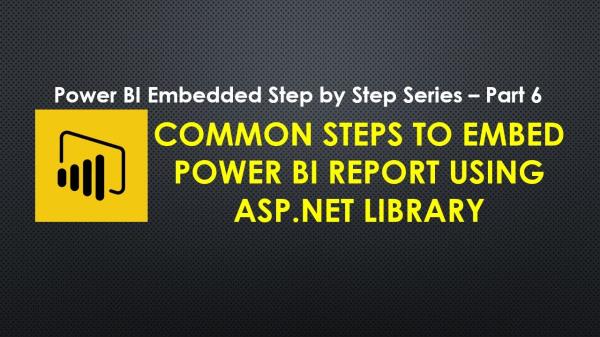 Power BI Embedded Step by Step Series – Part 6
COMMON STEPS TO EMBED
POWER BI REPORT USING
ASP.NET LIBRARY